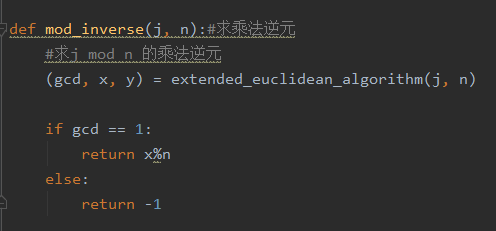 def mod_inverse(j, n):#求乘法逆元
    #求j mod n 的乘法逆元
    (gcd, x, y) = extended_euclidean_algorithm(j, n)
    if gcd == 1:
        return x%n
    else:
        return -1